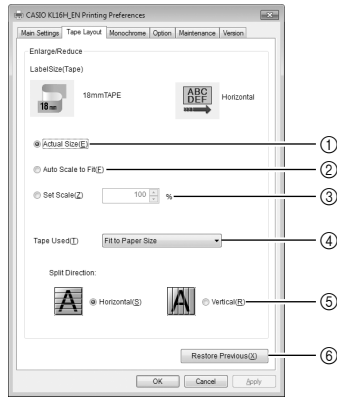 CASIO KL16H_EN Printing Preferences
Main Settings Tape Layout Monochrome Option Maintenance Version
Enlarge/Reduce
LabelSize(Tape)
18 mm 18mmTAPE ABC DEF Horizontal
Actual Size(E) ①
Auto Scale to Fit(F) ②
Set Scale(Z) 100 % ③
Tape Used(T) Fit to Paper Size ④
Split Direction:
A Horizontal(S) A Vertical(R) ⑤
Restore Previous(X) ⑥
OK Cancel Apply